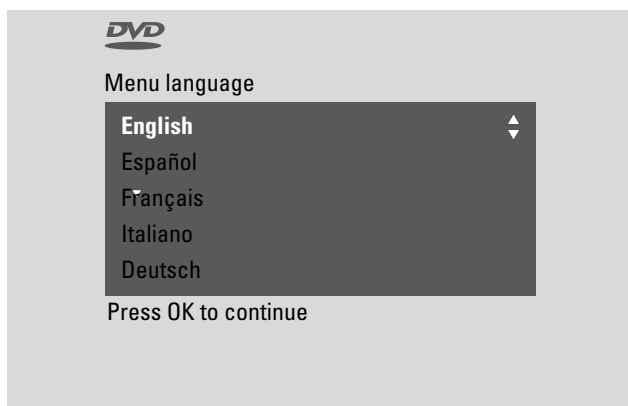 DVD
Menu language
English
Español
Français
Italiano
Deutsch
Press OK to continue